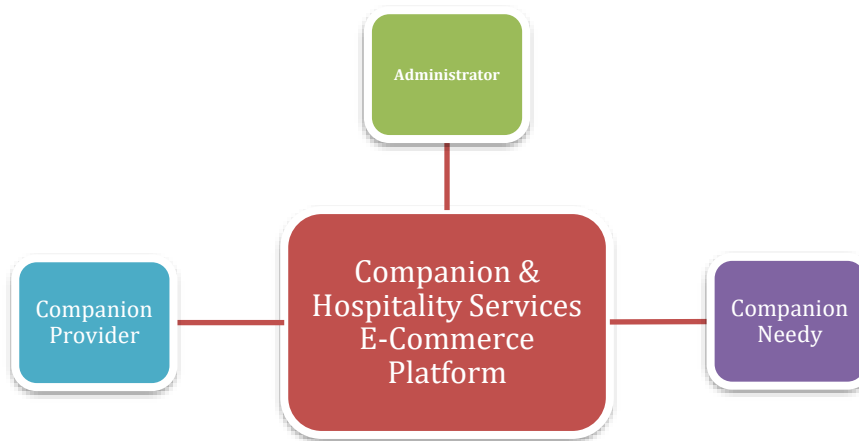 Administrator
Companion &
Hospitality Services
E-Commerce
Platform
Companion
Provider
Companion
Needy